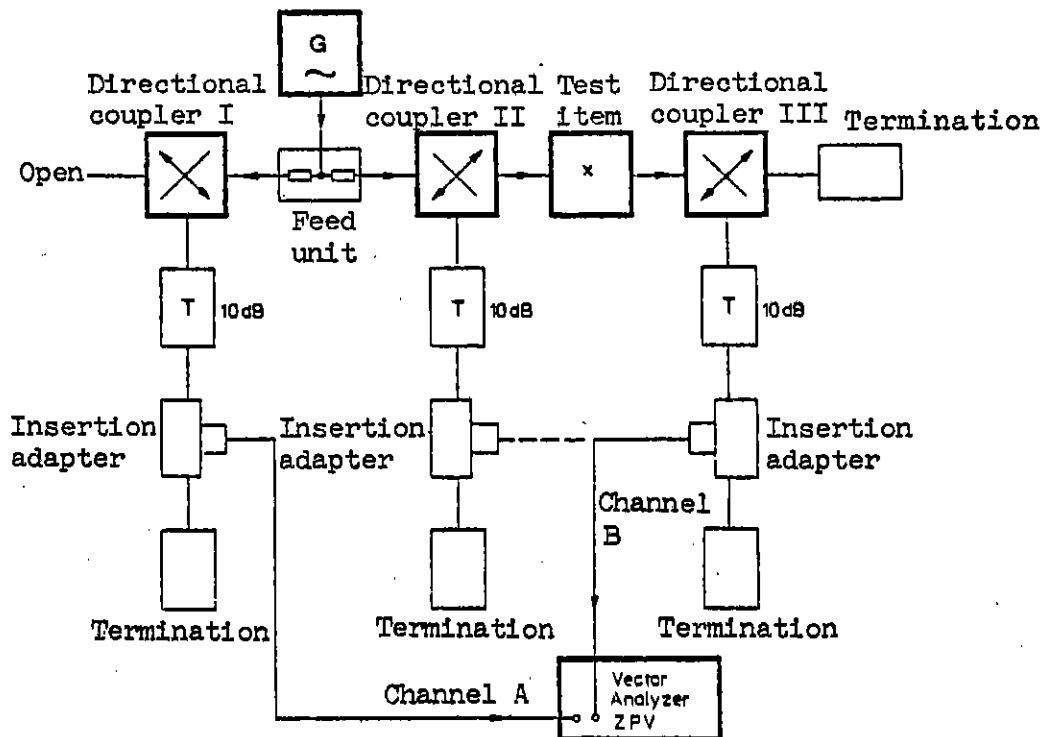 G
~
Directional
coupler I
Directional
coupler II
Test
item
Directional
coupler III
Termination
Open
x
Feed
unit
T
10dB
T
10dB
T
10dB
Insertion
adapter
Insertion
adapter
Insertion
adapter
Channel
B
Termination
Termination
Termination
Channel A
Vector
Analyzer
ZPV